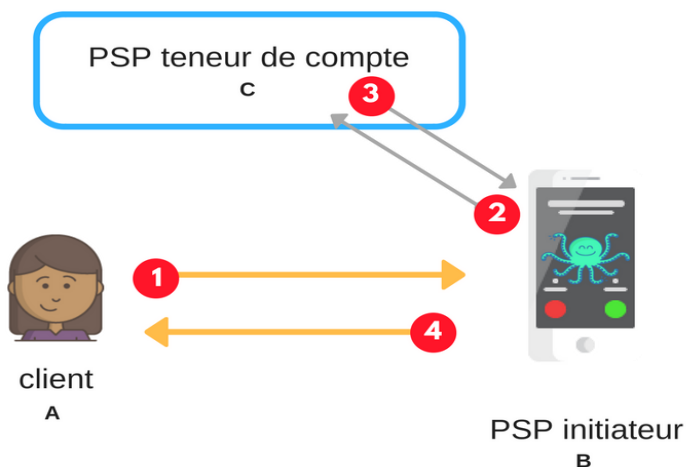 PSP teneur de compte
C
3
2
1
4
client
A
PSP initiateur
B